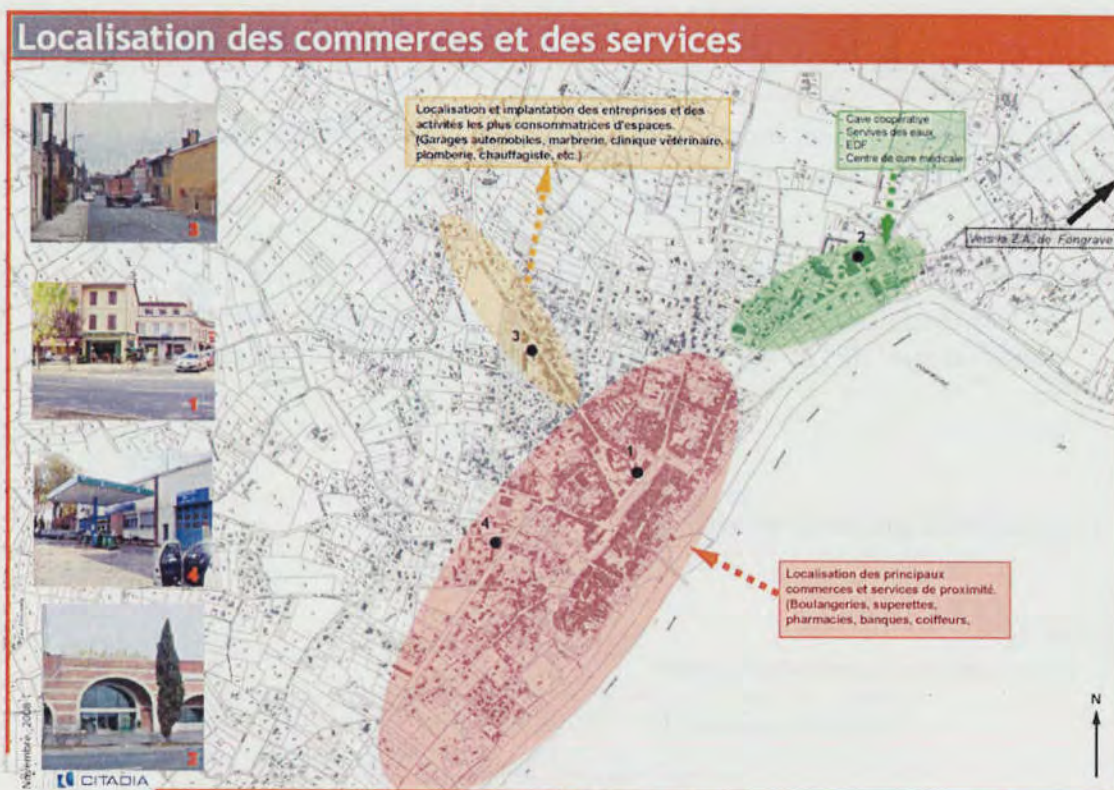 Localisation des commerces et des services
Localisation et implantation des entreprises et des
activités les plus consommatrices d'espaces.
(Garages automobiles, marbrerie, clinique vétérinaire,
plomberie, chauffagiste, etc.)
- Cave coopérative
- Servives des eaux
- EDF
- Centre de cure médicale
Vers la Z.A. de Fongrave
3
1
4
2
2
3
1
4
Localisation des principaux
commerces et services de proximité.
(Boulangeries, superettes,
pharmacies, banques, coiffeurs,
N
Novembre 2006
CITADIA